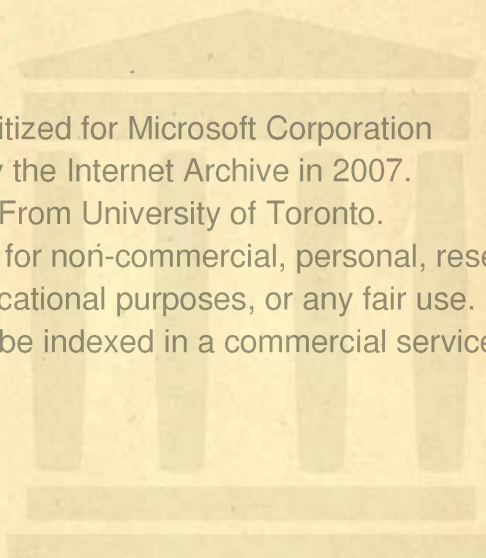 itized for Microsoft Corporation
y the Internet Archive in 2007.
From University of Toronto.
for non-commercial, personal, rese
cational purposes, or any fair use.
be indexed in a commercial service